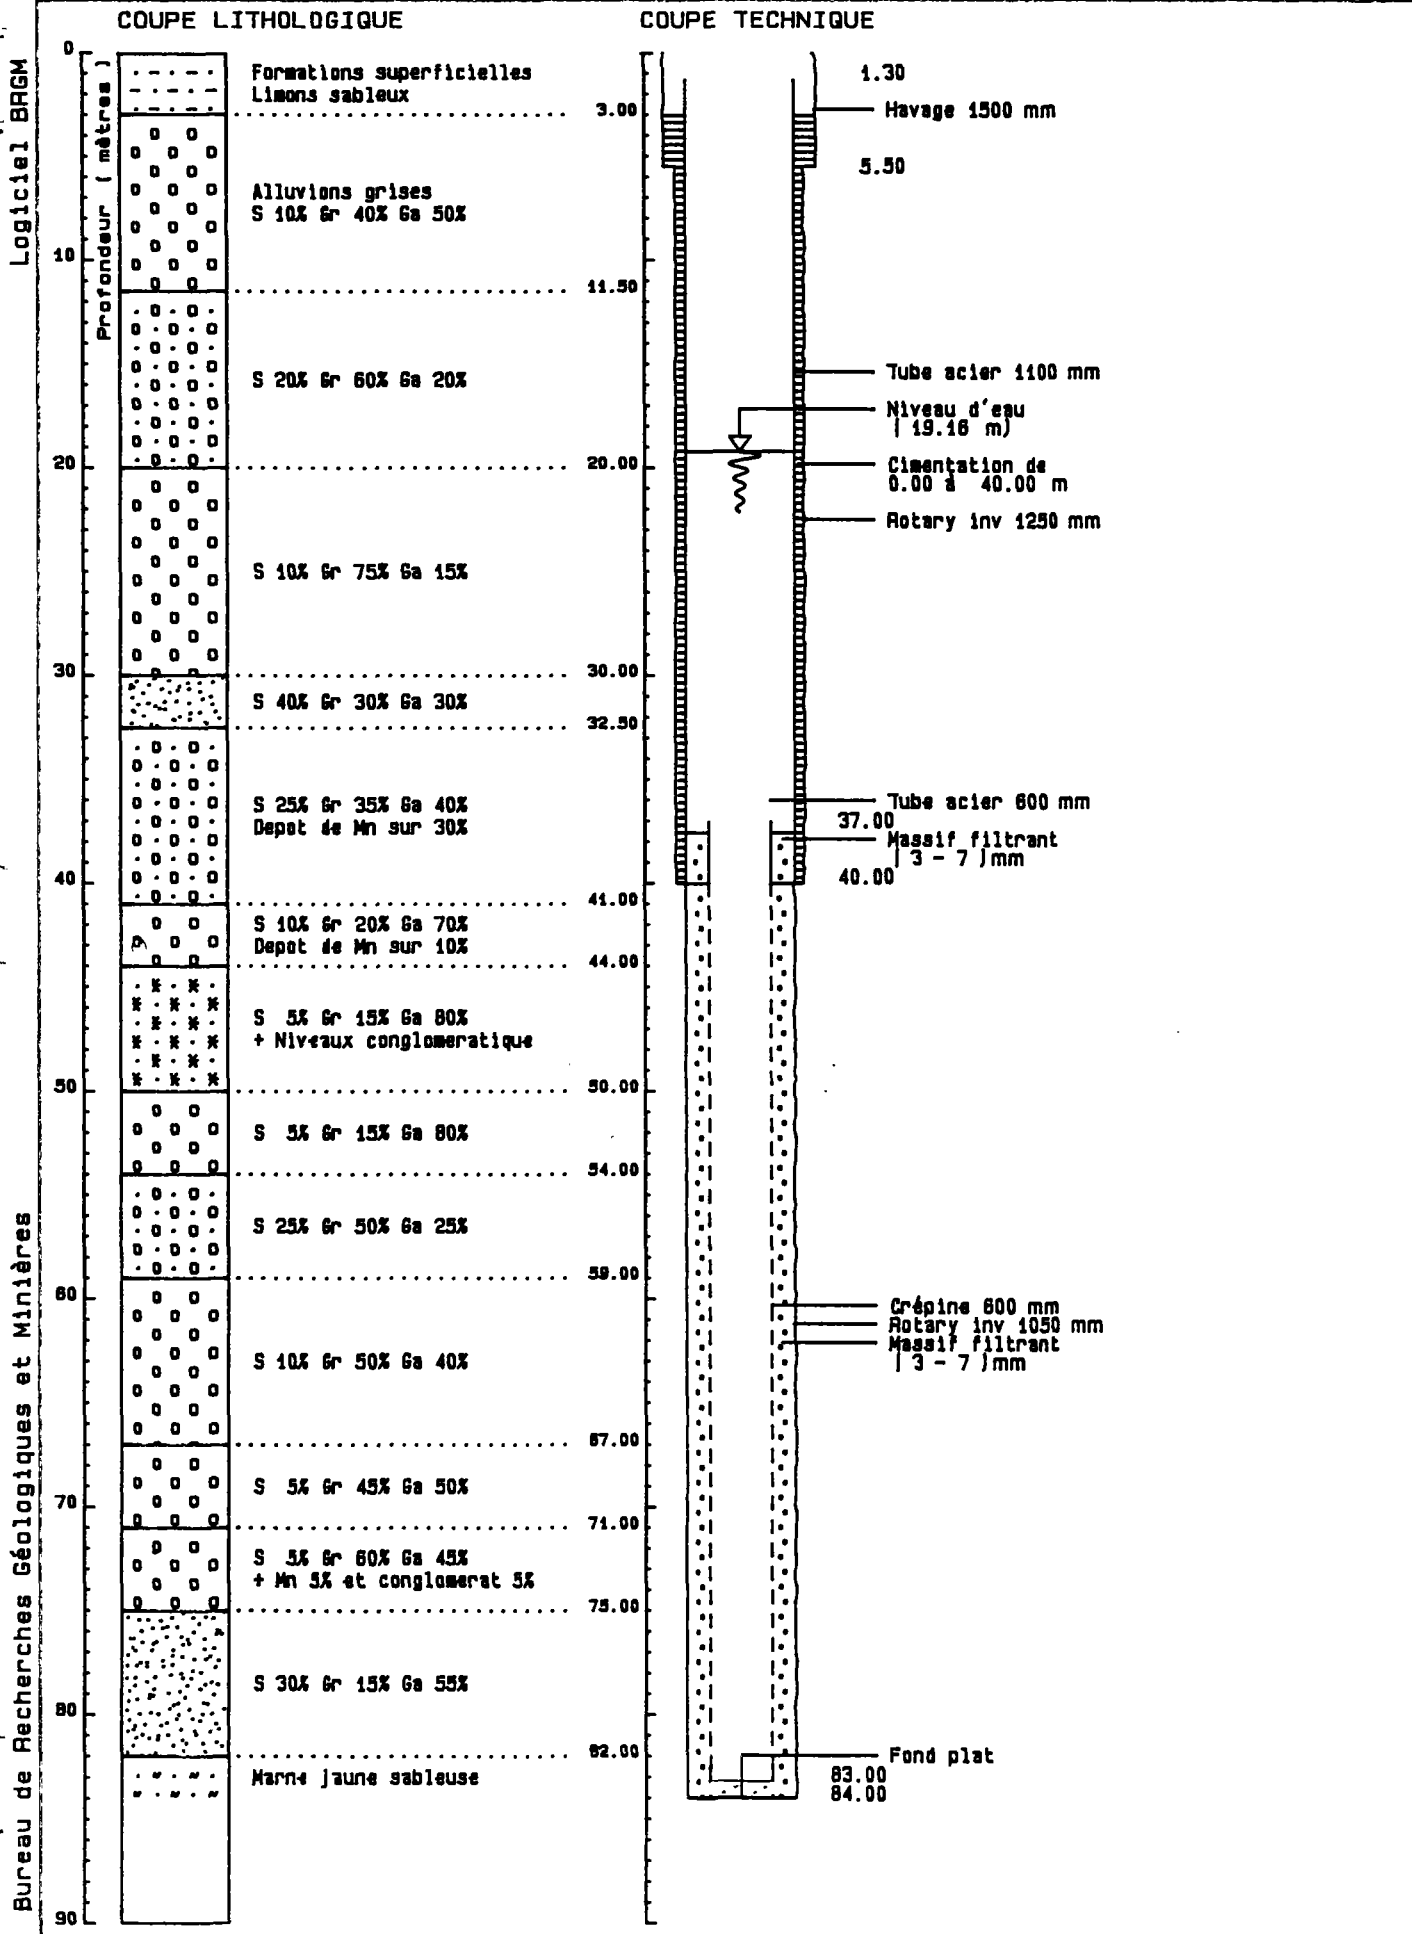 COUPE LITHOLOGIQUE
COUPE TECHNIQUE
Logiciel BRGM
Bureau de Recherches Géologiques et Minières
Profondeur ( mètres )
0
10
20
30
40
50
60
70
80
90
Formations superficielles
Limons sableux
3.00
Alluvions grises
S 10% Gr 40% Ga 50%
11.50
S 20% Gr 60% Ga 20%
20.00
S 10% Gr 75% Ga 15%
30.00
S 40% Gr 30% Ga 30%
32.50
S 25% Gr 35% Ga 40%
Depot de Mn sur 30%
41.00
S 10% Gr 20% Ga 70%
Depot de Mn sur 10%
44.00
S 5% Gr 15% Ga 80%
+ Niveaux conglomeratique
50.00
S 5% Gr 15% Ga 80%
54.00
S 25% Gr 50% Ga 25%
59.00
S 10% Gr 50% Ga 40%
67.00
S 5% Gr 45% Ga 50%
71.00
S 5% Gr 60% Ga 45%
+ Mn 5% et conglomerat 5%
75.00
S 30% Gr 15% Ga 55%
82.00
Marne jaune sableuse
1.30
Havage 1500 mm
5.50
Tube acier 1100 mm
Niveau d'eau
( 19.16 m)
Cimentation de
0.00 à 40.00 m
Rotary inv 1250 mm
Tube acier 600 mm
37.00
Massif filtrant
( 3 - 7 )mm
40.00
Crépine 600 mm
Rotary inv 1050 mm
Massif filtrant
( 3 - 7 )mm
Fond plat
83.00
84.00